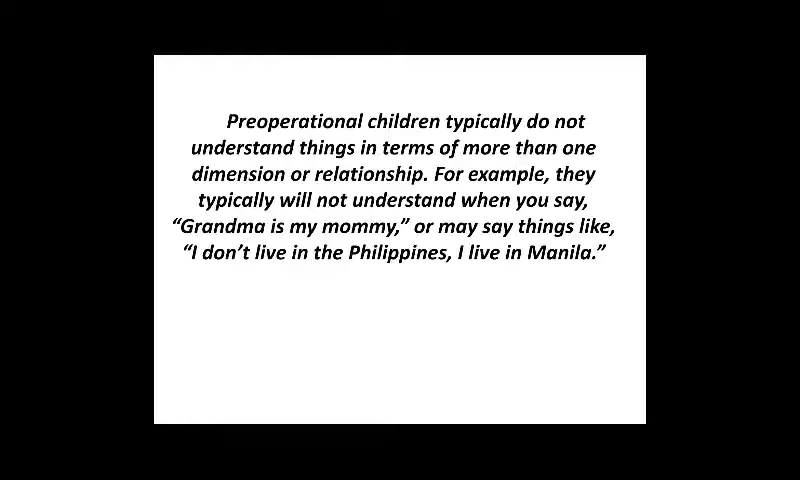 Preoperational children typically do not
understand things in terms of more than one
dimension or relationship. For example, they
typically will not understand when you say,
“Grandma is my mommy,” or may say things like,
“I don’t live in the Philippines, I live in Manila.”